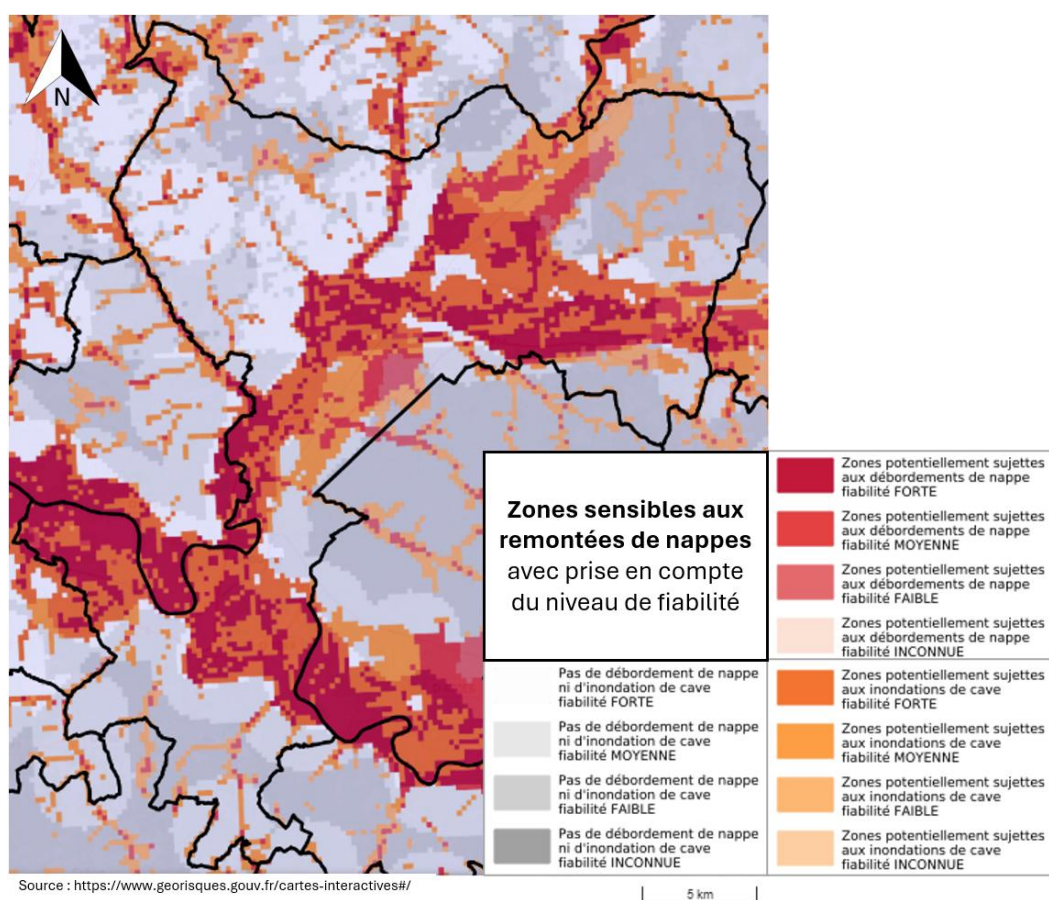 N
Zones sensibles aux
remontées de nappes
avec prise en compte
du niveau de fiabilité
Zones potentiellement sujettes
aux débordements de nappe
fiabilité FORTE
Zones potentiellement sujettes
aux débordements de nappe
fiabilité MOYENNE
Zones potentiellement sujettes
aux débordements de nappe
fiabilité FAIBLE
Zones potentiellement sujettes
aux débordements de nappe
fiabilité INCONNUE
Pas de débordement de nappe
ni d'inondation de cave
fiabilité FORTE
Pas de débordement de nappe
ni d'inondation de cave
fiabilité MOYENNE
Pas de débordement de nappe
ni d'inondation de cave
fiabilité FAIBLE
Pas de débordement de nappe
ni d'inondation de cave
fiabilité INCONNUE
Zones potentiellement sujettes
aux inondations de cave
fiabilité FORTE
Zones potentiellement sujettes
aux inondations de cave
fiabilité MOYENNE
Zones potentiellement sujettes
aux inondations de cave
fiabilité FAIBLE
Zones potentiellement sujettes
aux inondations de cave
fiabilité INCONNUE
Source : https://www.georisques.gouv.fr/cartes-interactives#/
5 km